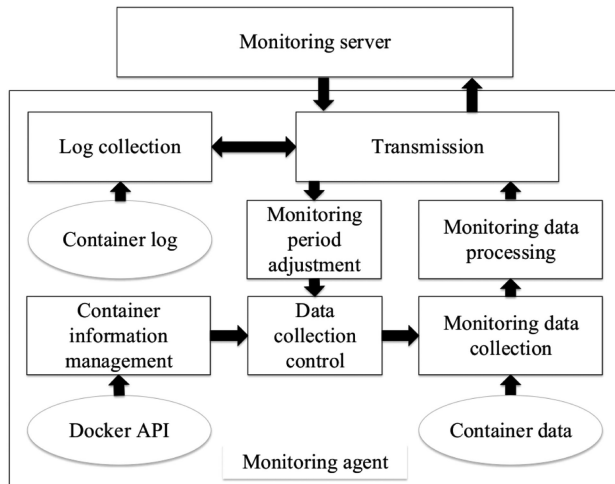 Monitoring server
Log collection
Transmission
Container log
Monitoring
period
adjustment
Monitoring data
processing
Container
information
management
Data
collection
control
Monitoring data
collection
Docker API
Container data
Monitoring agent